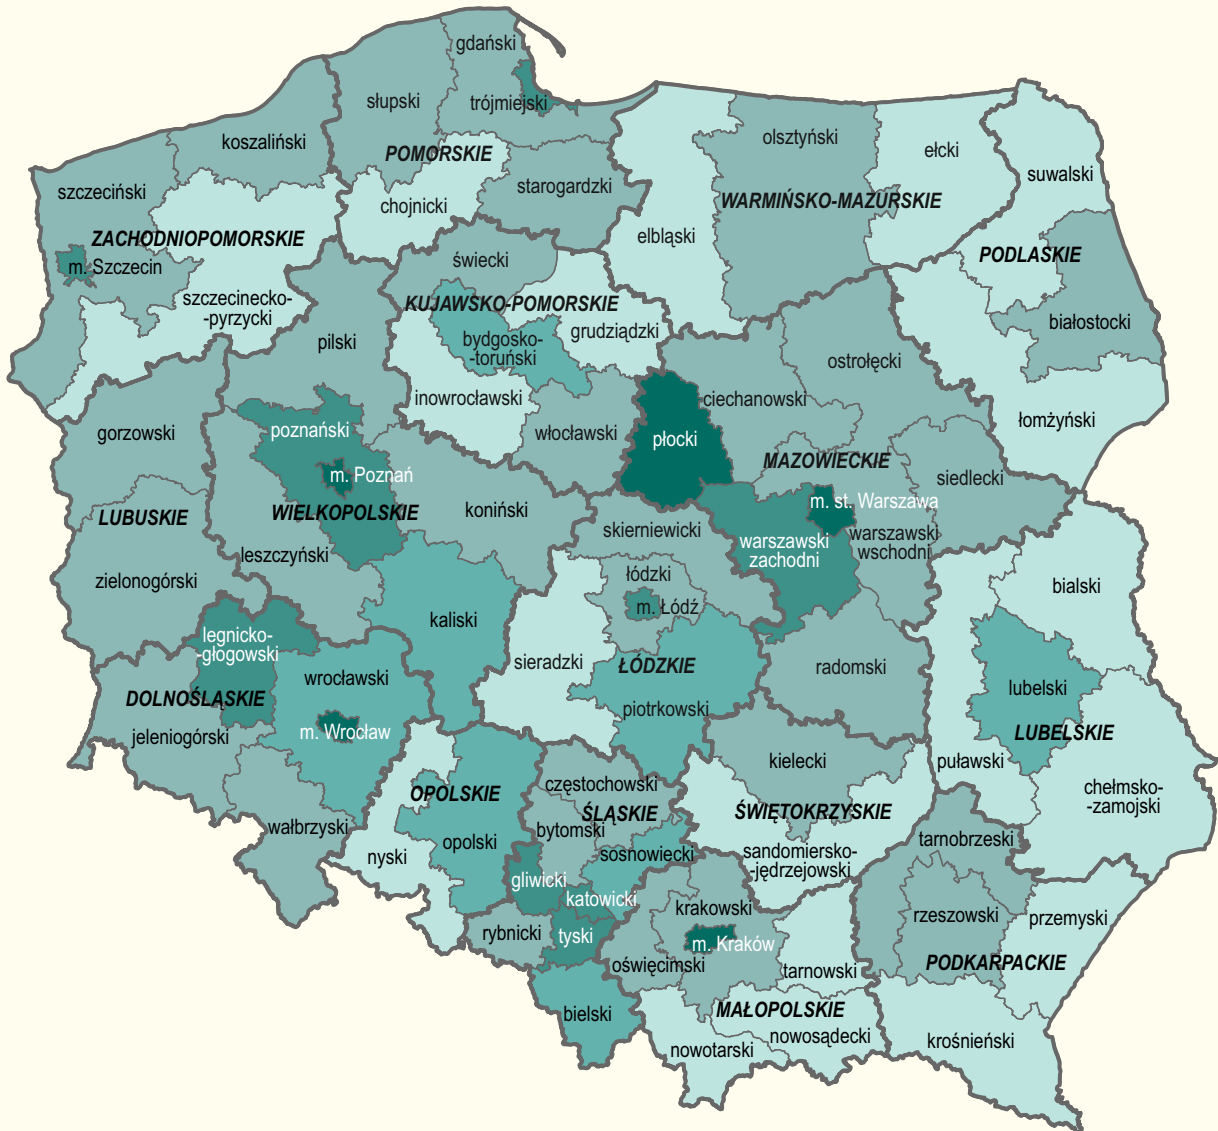 gdański
słupski
trójmiejski
koszaliński
olsztyński
POMORSKIE
ełcki
suwalski
szczeciński
starogardzki
chojnicki
WARMIŃSKO-MAZURSKIE
ZACHODNIOPOMORSKIE
elbląski
PODLASKIE
m. Szczecin
świecki
szczecinecko-
-pyrzycki
KUJAWSKO-POMORSKIE
białostocki
grudziądzki
pilski
bydgosko-
-toruński
ostrołęcki
inowrocławski
ciechanowski
łomżyński
gorzowski
poznański
włocławski
płocki
MAZOWIECKIE
m. Poznań
siedlecki
m. st. Warszawa
LUBUSKIE
WIELKOPOLSKIE
koniński
skierniewicki
warszawski
zachodni
warszawski
wschodni
leszczyński
zielonogórski
łódzki
bialski
m. Łódź
kaliski
legnicko-
-głogowski
sieradzki
ŁÓDZKIE
radomski
wrocławski
lubelski
DOLNOŚLĄSKIE
piotrkowski
m. Wrocław
jeleniogórski
LUBELSKIE
kielecki
puławski
częstochowski
chełmsko-
-zamojski
OPOLSKIE
ŚLĄSKIE
ŚWIĘTOKRZYSKIE
wałbrzyski
bytomski
opolski
tarnobrzeski
nyski
sosnowiecki
sandomiersko-
-jędrzejowski
gliwicki
katowicki
krakowski
rzeszowski
przemyski
rybnicki
tyski
m. Kraków
oświęcimski
tarnowski
PODKARPACKIE
bielski
MAŁOPOLSKIE
nowosądecki
krośnieński
nowotarski